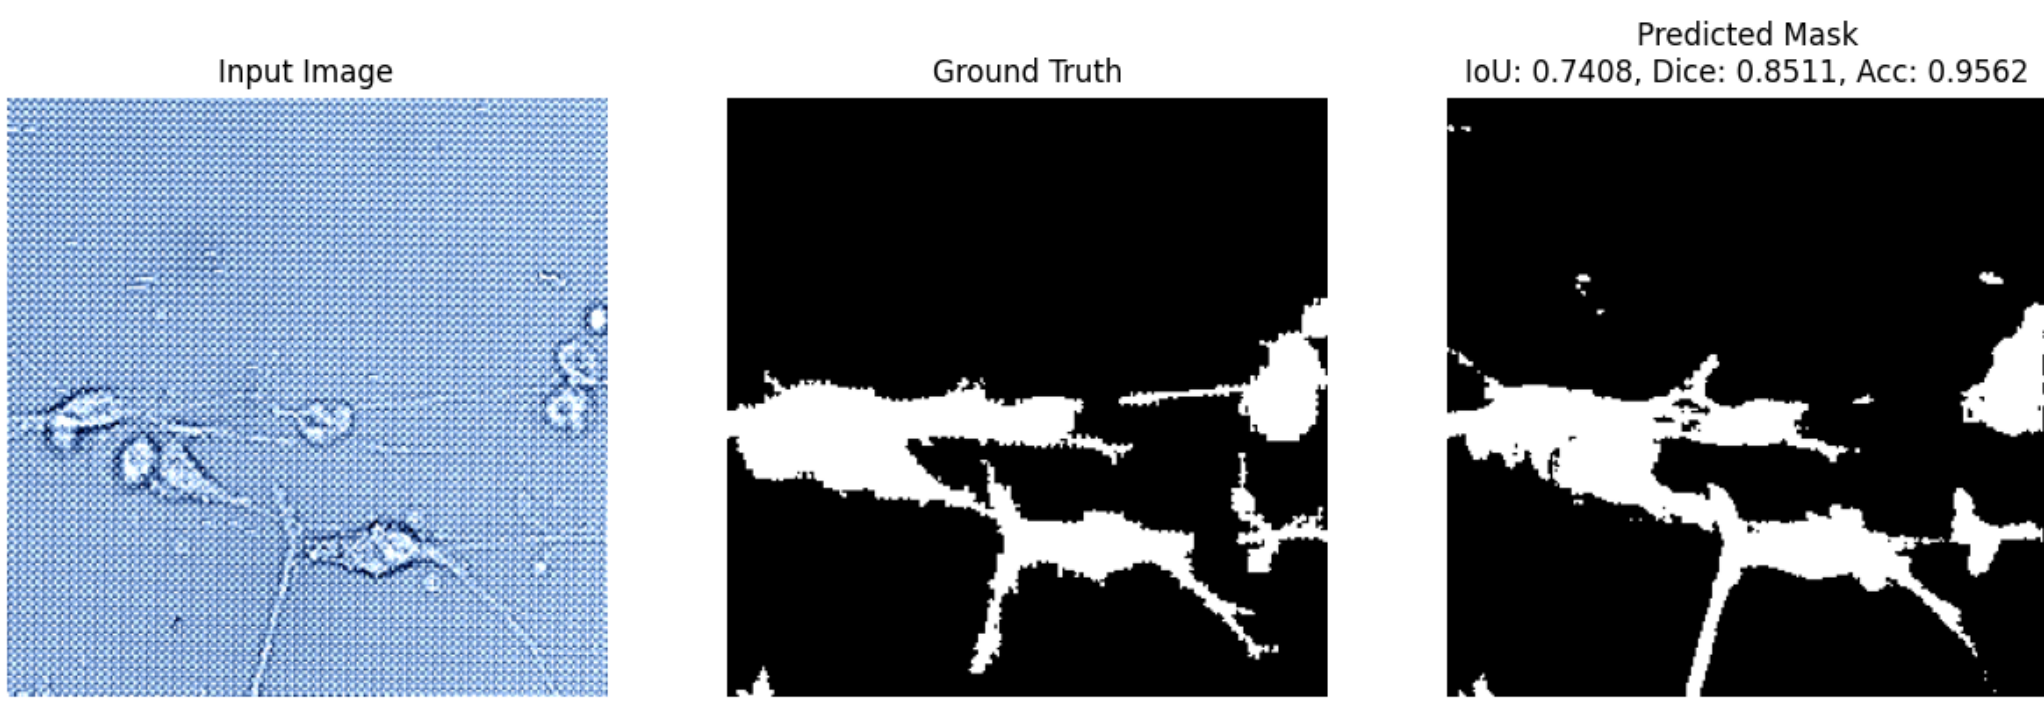 Input Image
Ground Truth
Predicted Mask
IoU: 0.7408, Dice: 0.8511, Acc: 0.9562